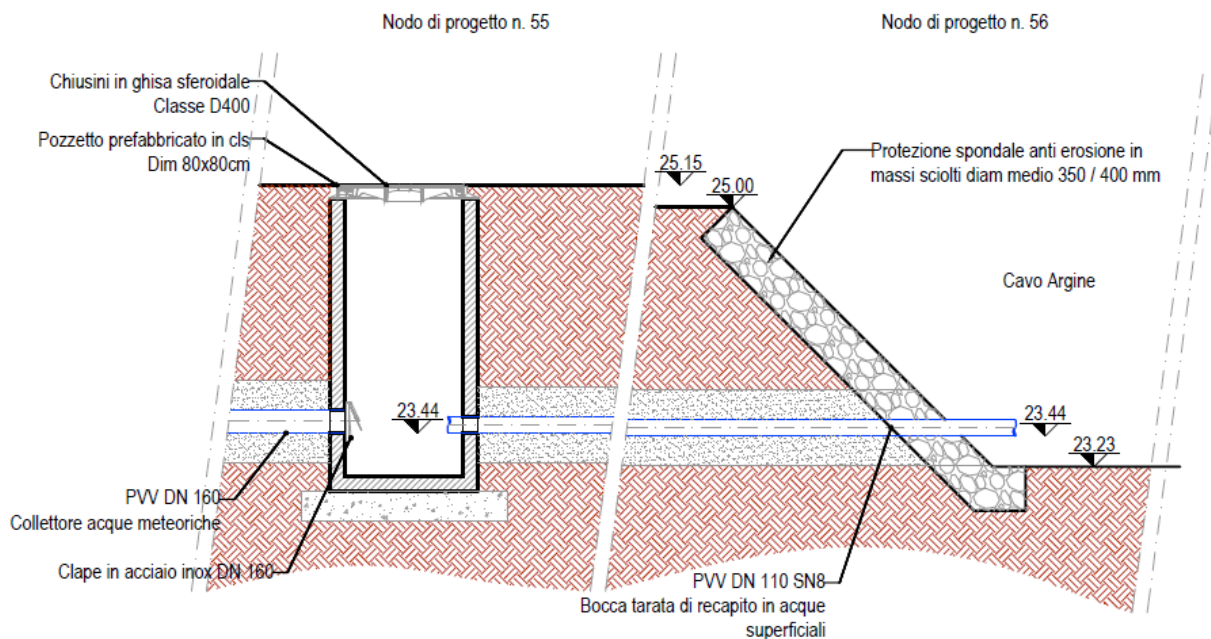 Nodo di progetto n. 55
Nodo di progetto n. 56
Chiusini in ghisa sferoidale
Classe D400
Pozzetto prefabbricato in cls
Dim 80x80cm
25.15
25.00
Protezione spondale anti erosione in
massi sciolti diam medio 350 / 400 mm
Cavo Argine
23.44
23.44
23.23
PVV DN 160
Collettore acque meteoriche
Clape in acciaio inox DN 160
PVV DN 110 SN8
Bocca tarata di recapito in acque
superficiali